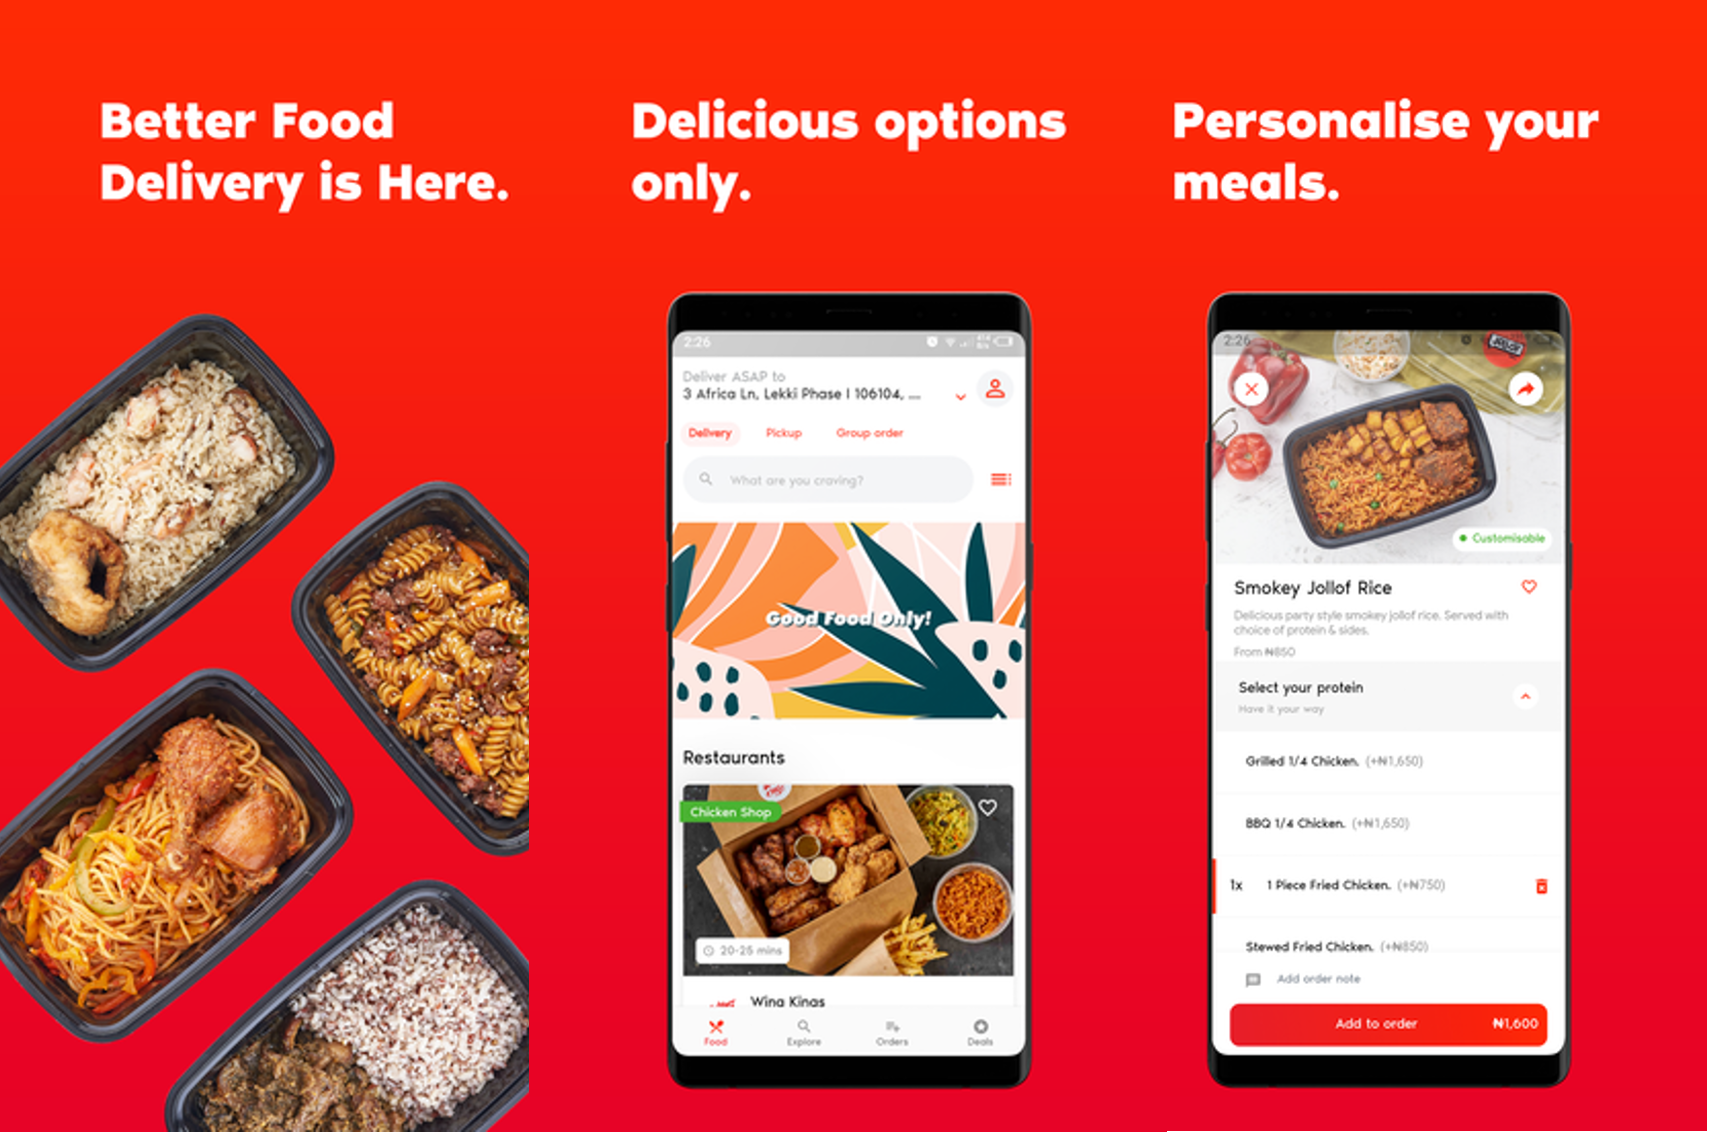 Better Food
Delivery is Here.
Delicious options
only.
2:26
Deliver ASAP to
3 Africa Ln, Lekki Phase I 106104, ...
Delivery
Pickup
Group order
What are you craving?
Good Food Only!
Restaurants
Chicken Shop
20-25 mins
Wing Kings
Food
Explore
Orders
Deals
Personalise your
meals.
2:26
Customisable
Smokey Jollof Rice
Delicious party style smokey jollof rice. Served with
choice of protein & sides.
From ₦850
Select your protein
Have it your way
Grilled 1/4 Chicken. (+₦1,650)
BBQ 1/4 Chicken. (+₦1,650)
1x 1 Piece Fried Chicken. (+₦750)
Stewed Fried Chicken. (+₦850)
Add order note
Add to order ₦1,600